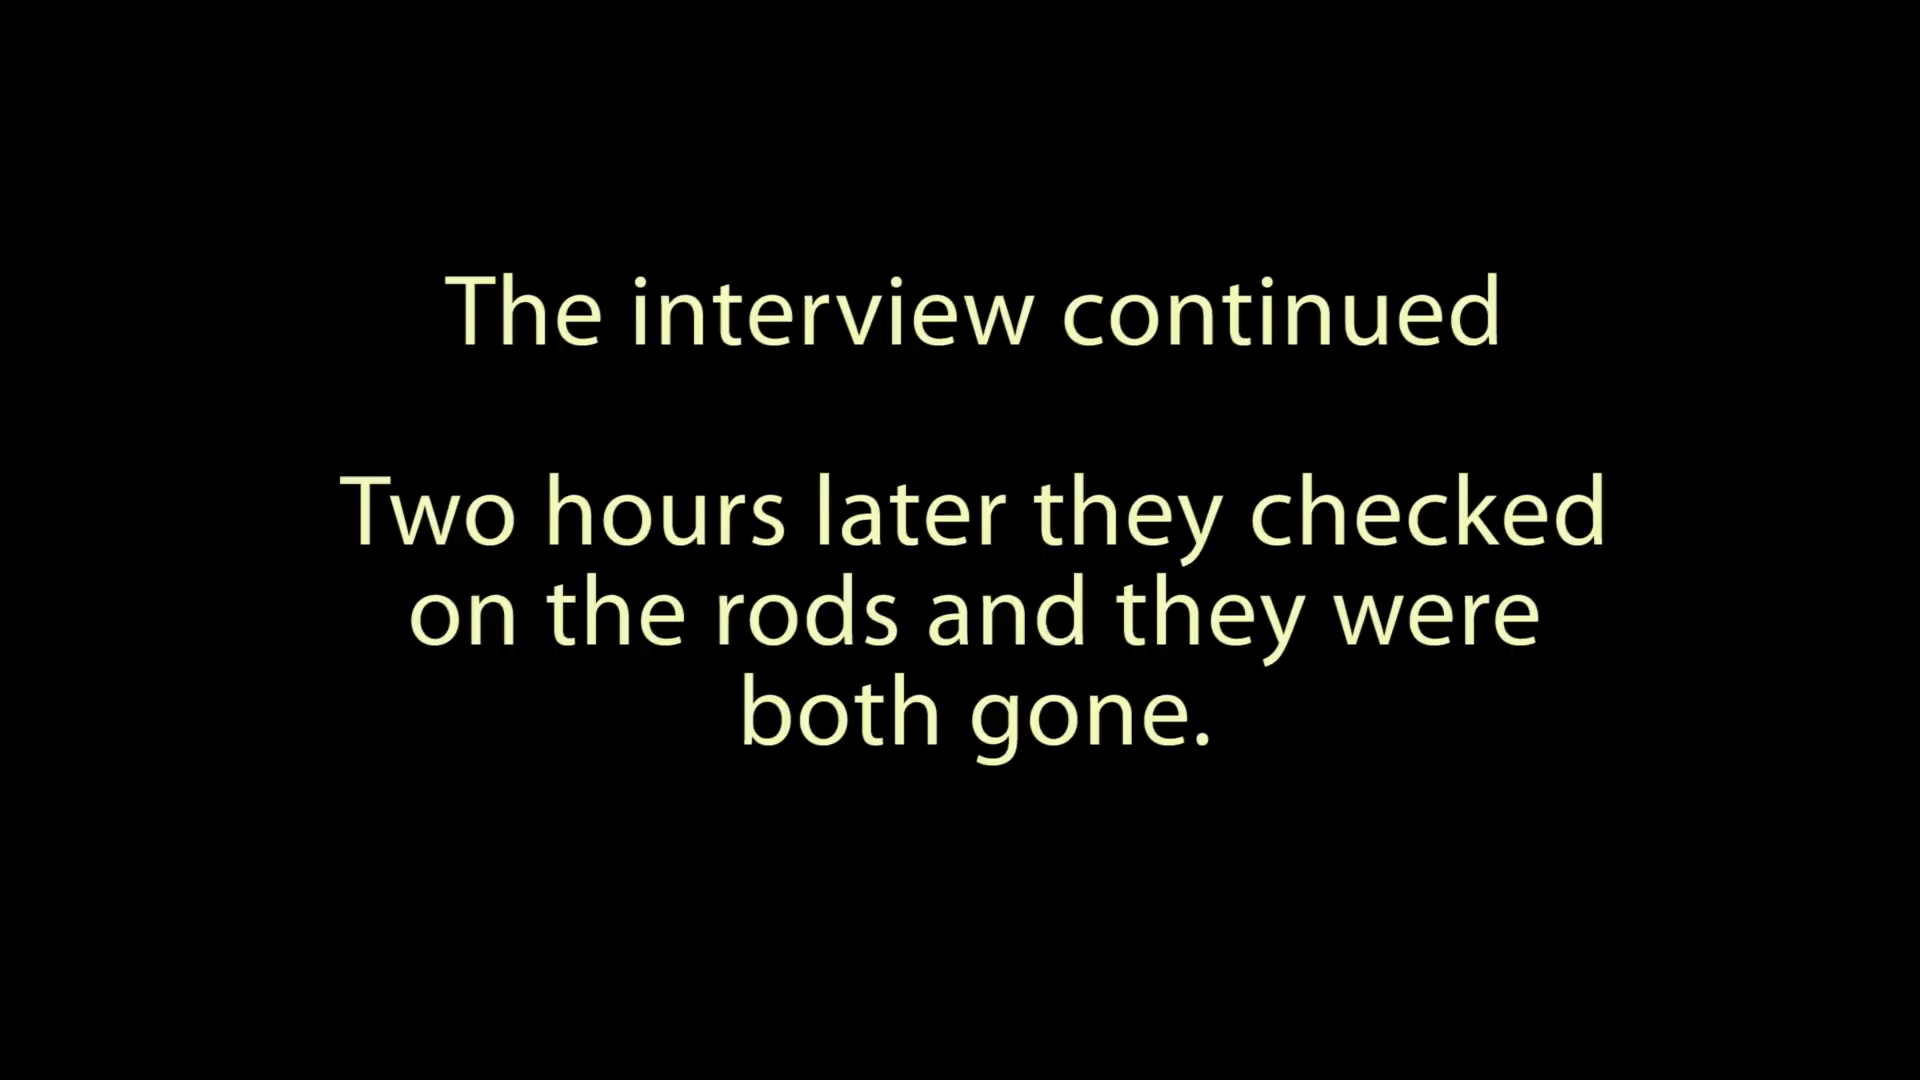 The interview continued
Two hours later they checked
on the rods and they were
both gone.